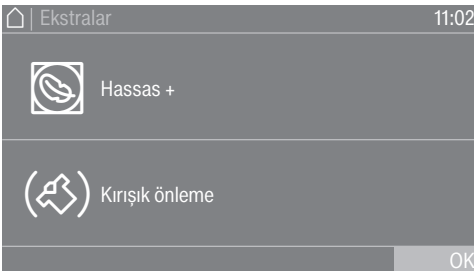 | Ekstralar 11:02
Hassas +
Kırışık önleme
OK